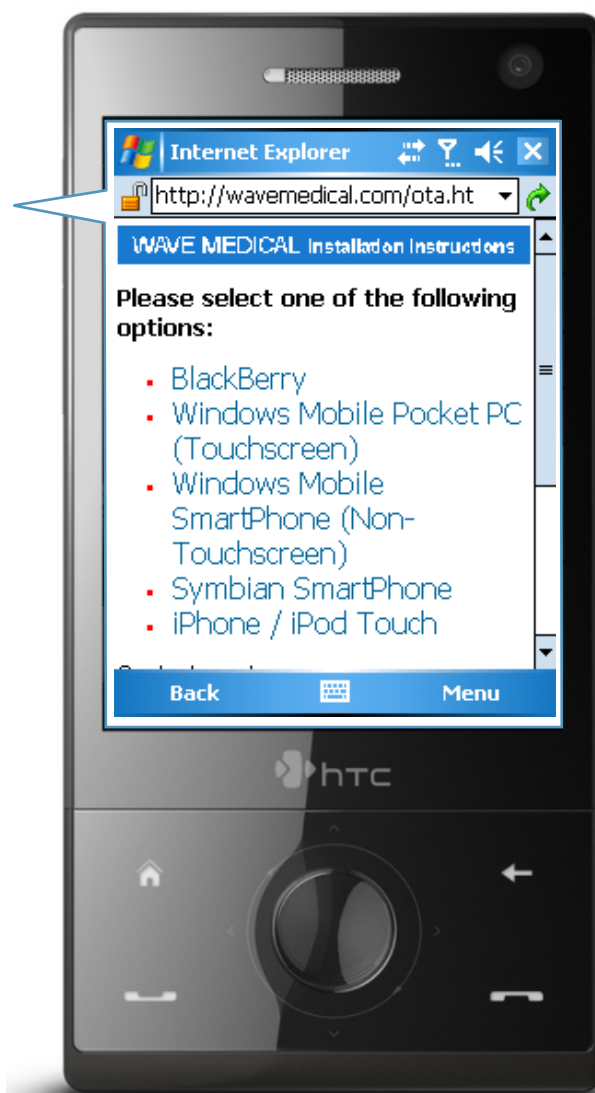 Internet Explorer
http://wavemedical.com/ota.ht
WAVE MEDICAL Installation Instructions
Please select one of the following
options:
BlackBerry
Windows Mobile Pocket PC
(Touchscreen)
Windows Mobile
SmartPhone (Non-
Touchscreen)
Symbian SmartPhone
iPhone / iPod Touch
Back Menu
hTC